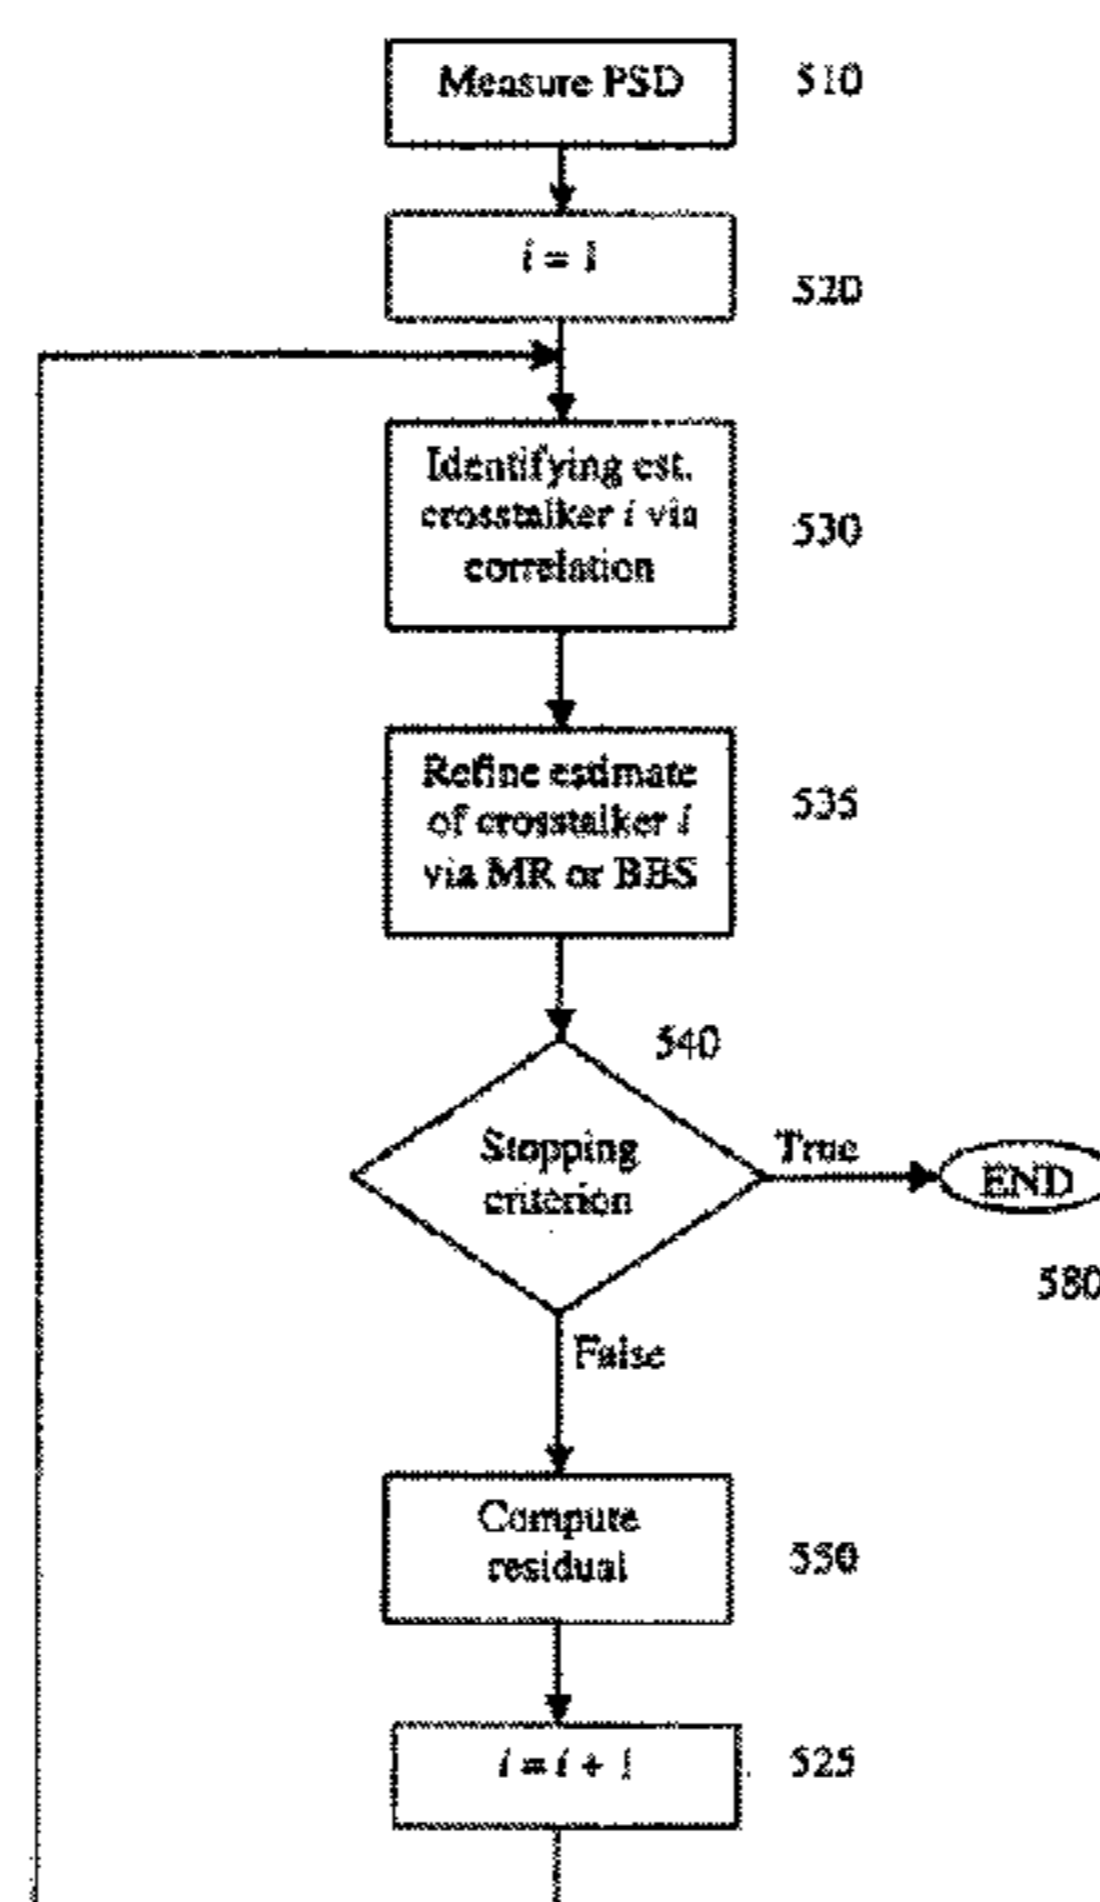 Measure PSD
510
i = 1
520
Identifying est.
crosstalker i via
correlation
530
Refine estimate
of crosstalker i
via MR or BBS
535
540
Stopping
criterion
True
END
580
False
Compute
residual
550
i = i + 1
525